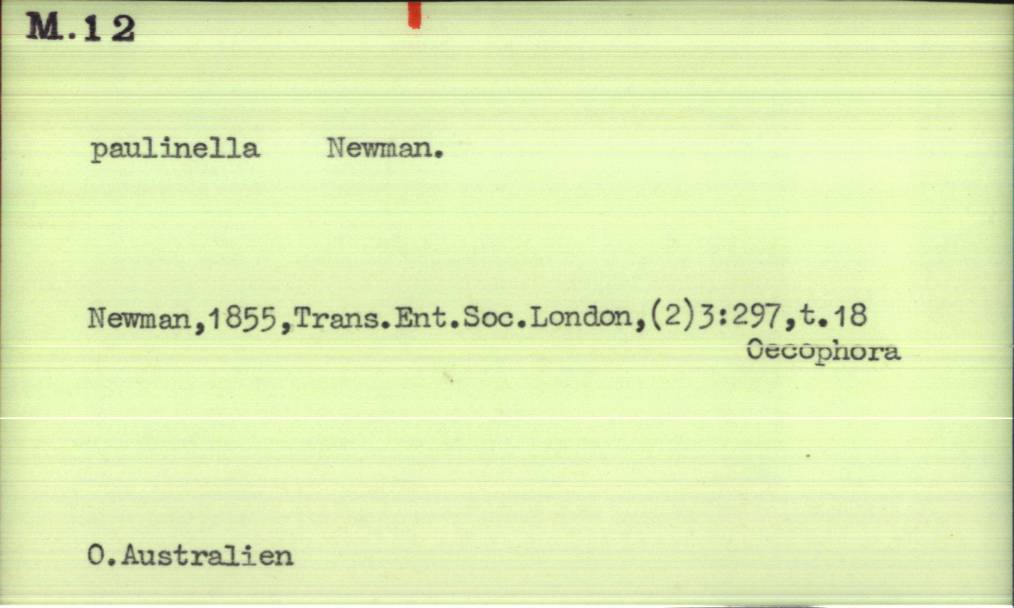 M.12
paulinella Newman.
Newman,1855,Trans.Ent.Soc.London,(2)3:297,t.18
Oecophora
O.Australien